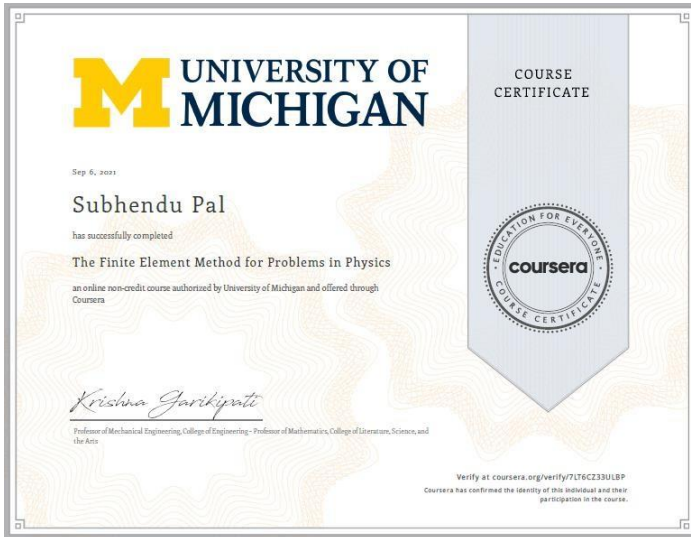 M UNIVERSITY OF
MICHIGAN
COURSE
CERTIFICATE
Sep 6, 2021
Subhendu Pal
has successfully completed
The Finite Element Method for Problems in Physics
an online non-credit course authorized by University of Michigan and offered through
Coursera
EDUCATION FOR EVERYONE
coursera
COURSE CERTIFICATE
Krishna Garikipati
Professor of Mechanical Engineering, College of Engineering - Professor of Mathematics, College of Literature, Science, and
the Arts
Verify at coursera.org/verify/7LT6CZ33ULBP
Coursera has confirmed the identity of this individual and their
participation in the course.